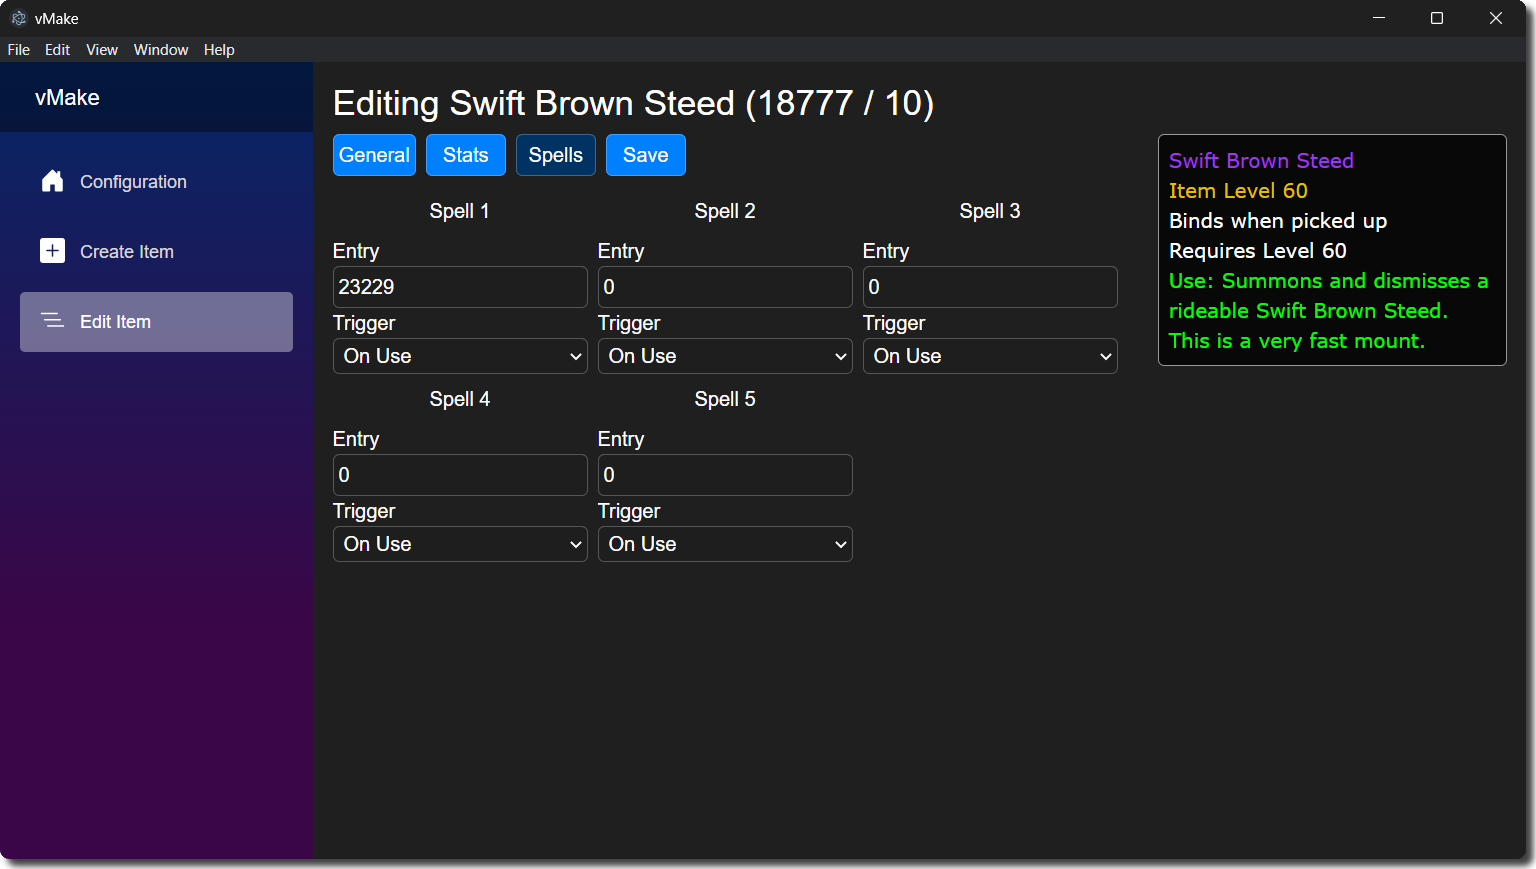 vMake
File Edit View Window Help
vMake
Configuration
Create Item
Edit Item
Editing Swift Brown Steed (18777 / 10)
General Stats Spells Save
Spell 1 Spell 2 Spell 3
Entry Entry Entry
23229 0 0
Trigger Trigger Trigger
On Use On Use On Use
Spell 4 Spell 5
Entry Entry
0 0
Trigger Trigger
On Use On Use
Swift Brown Steed
Item Level 60
Binds when picked up
Requires Level 60
Use: Summons and dismisses a
rideable Swift Brown Steed.
This is a very fast mount.